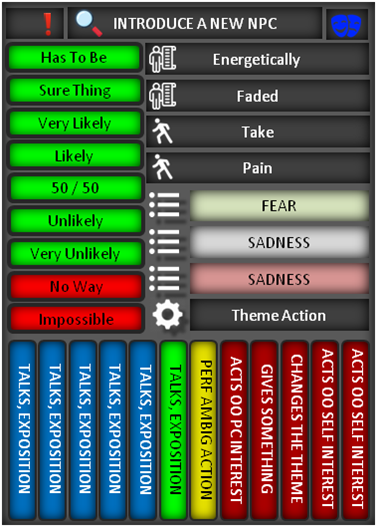 INTRODUCE A NEW NPC
Has To Be
Sure Thing
Very Likely
Likely
50 / 50
Unlikely
Very Unlikely
No Way
Impossible
Energetically
Faded
Take
Pain
FEAR
SADNESS
SADNESS
Theme Action
TALKS, EXPOSITION
TALKS, EXPOSITION
TALKS, EXPOSITION
TALKS, EXPOSITION
TALKS, EXPOSITION
TALKS, EXPOSITION
PERF AMBIG ACTION
ACTS OO PC INTEREST
GIVES SOMETHING
CHANGES THE THEME
ACTS OO SELF INTEREST
ACTS OO SELF INTEREST